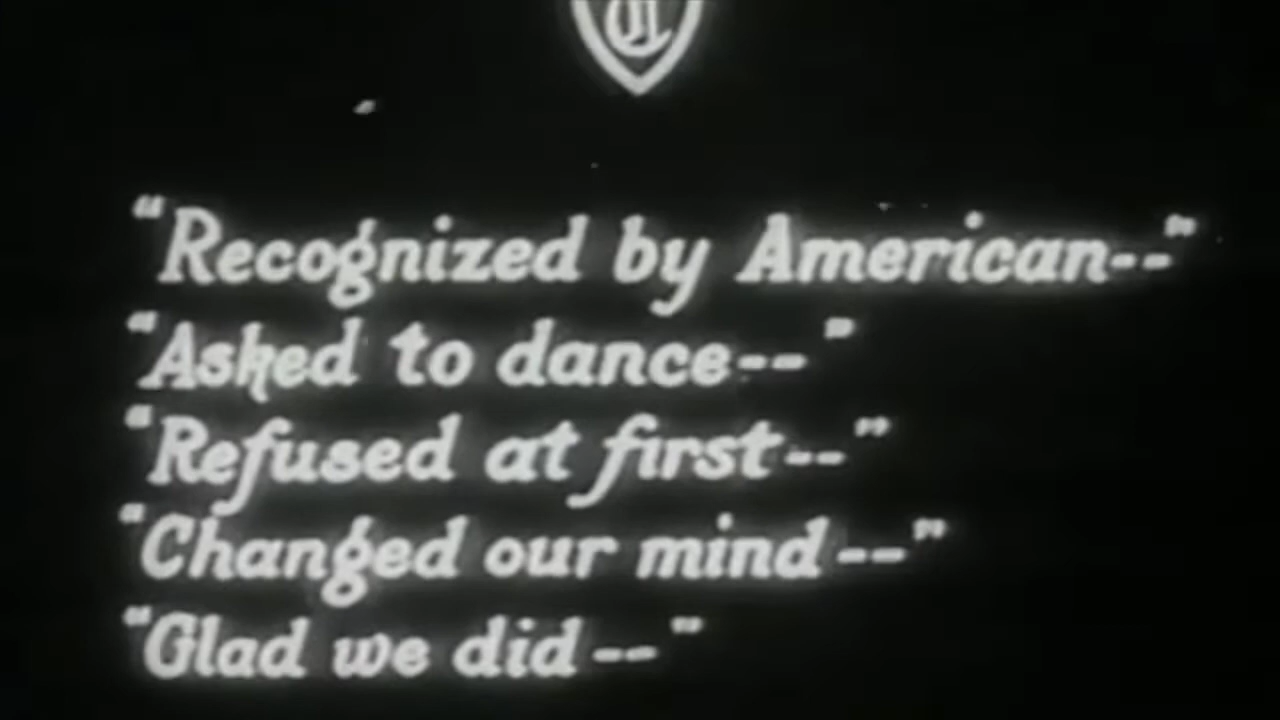 “Recognized by American--”
“Asked to dance--”
“Refused at first--”
“Changed our mind--”
“Glad we did--”